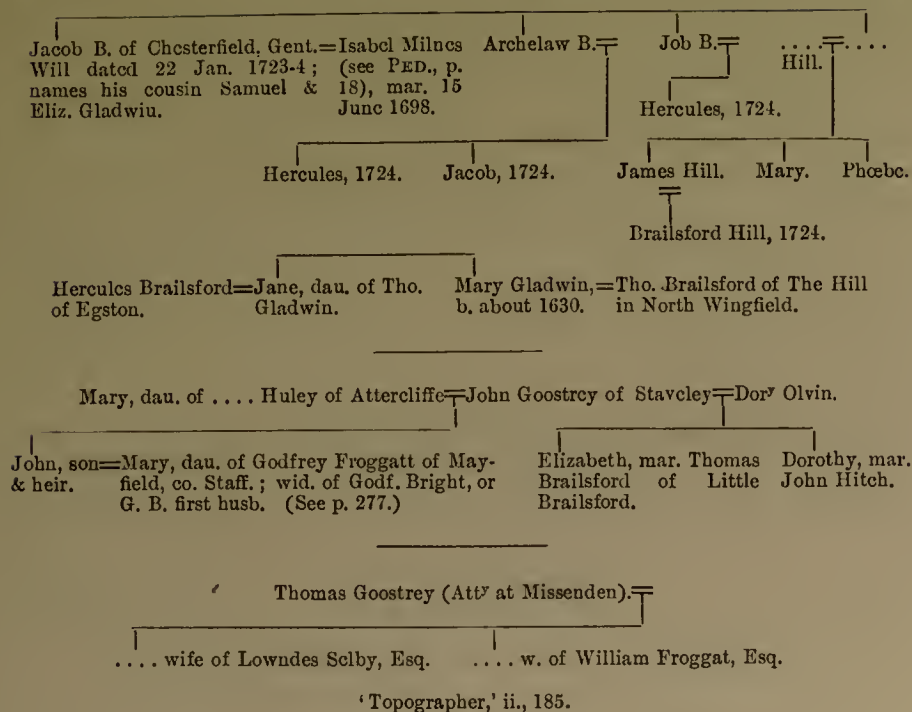 Jacob B. of Chesterfield, Gent.=Isabel Milnes Archelaw B.= Job B.= ....=....
Will dated 22 Jan. 1723-4; (see PED., p. Hill.
names his cousin Samuel & 18), mar. 15
Eliz. Gladwin. June 1698. Hercules, 1724.
Hercules, 1724. Jacob, 1724. James Hill. Mary. Phœbe.
Brailsford Hill, 1724.
Hercules Brailsford=Jane, dau. of Tho. Mary Gladwin,=Tho. Brailsford of The Hill
of Egston. Gladwin. b. about 1630. in North Wingfield.
Mary, dau. of .... Huley of Attercliffe=John Goostrey of Staveley=Dorʸ Olvin.
John, son=Mary, dau. of Godfrey Froggatt of May- Elizabeth, mar. Thomas Dorothy, mar.
& heir. field, co. Staff.; wid. of Godf. Bright, or Brailsford of Little John Hitch.
G. B. first husb. (See p. 277.) Brailsford.
Thomas Goostrey (Attʸ at Missenden).=
.... wife of Lowndes Selby, Esq. .... w. of William Froggat, Esq.
'Topographer,' ii., 185.